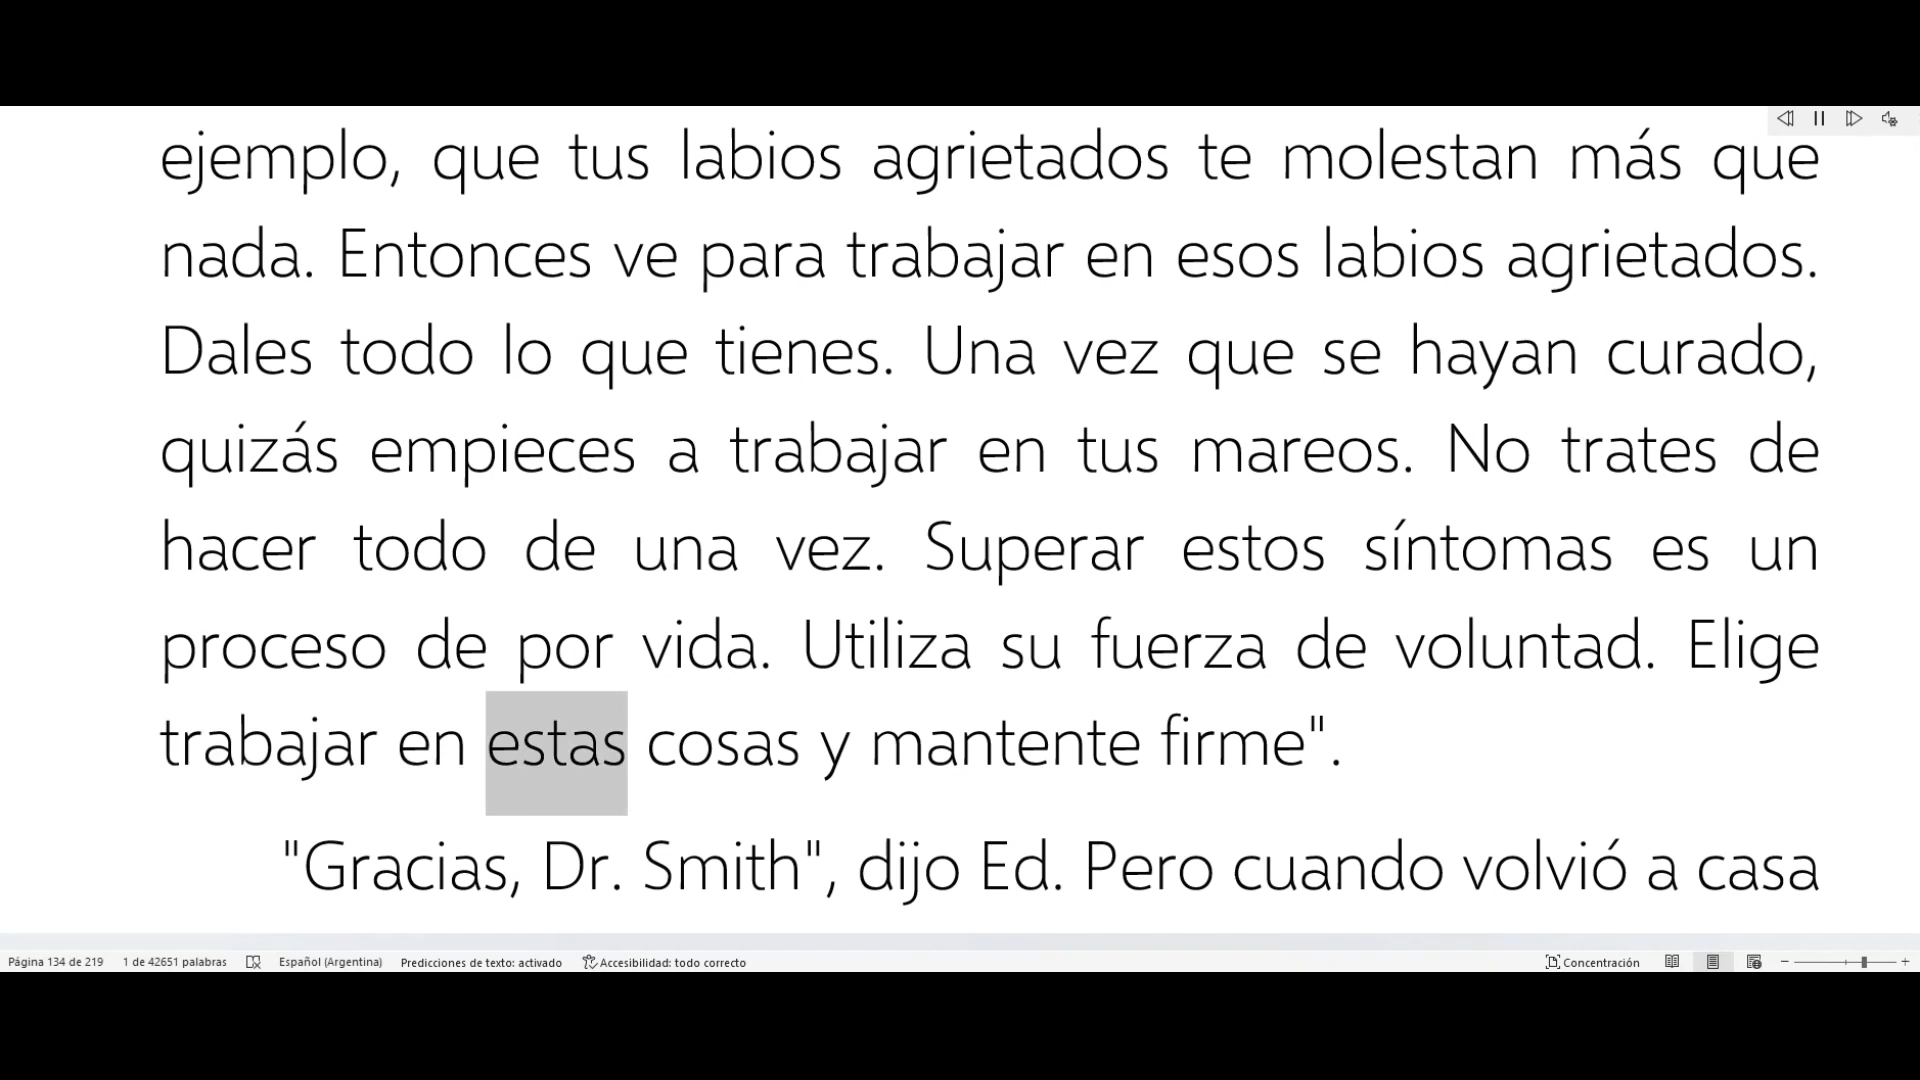 ejemplo, que tus labios agrietados te molestan más que
nada. Entonces ve para trabajar en esos labios agrietados.
Dales todo lo que tienes. Una vez que se hayan curado,
quizás empieces a trabajar en tus mareos. No trates de
hacer todo de una vez. Superar estos síntomas es un
proceso de por vida. Utiliza su fuerza de voluntad. Elige
trabajar en estas cosas y mantente firme".
"Gracias, Dr. Smith", dijo Ed. Pero cuando volvió a casa
Página 134 de 219 1 de 42651 palabras Español (Argentina) Predicciones de texto: activado Accesibilidad: todo correcto Concentración